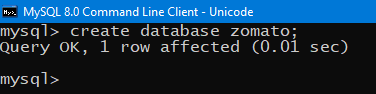 MySQL 8.0 Command Line Client - Unicode
mysql> create database zomato;
Query OK, 1 row affected (0.01 sec)
mysql>